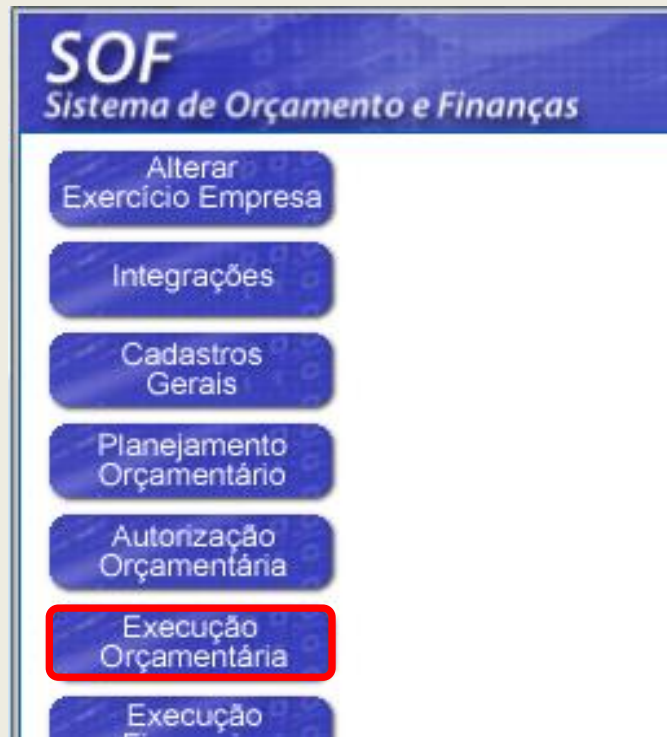 SOF
Sistema de Orçamento e Finanças
Alterar
Exercício Empresa
Integrações
Cadastros
Gerais
Planejamento
Orçamentário
Autorização
Orçamentária
Execução
Orçamentária
Execução